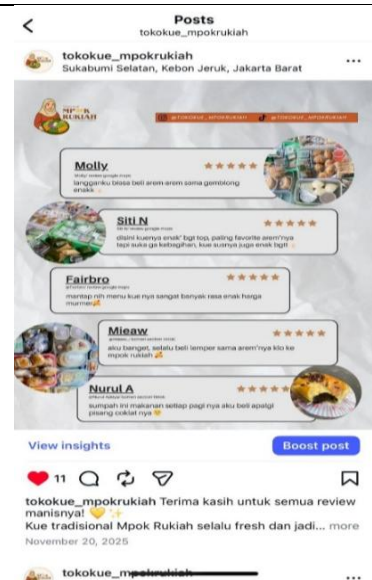 Posts
tokokue_mpokrukiah
tokokue_mpokrukiah
Sukabumi Selatan, Kebon Jeruk, Jakarta Barat
RUKIAH
@TOKOKUE_MPOKRUKIAH
@TOKOKUE_MPOKRUKIAH
Molly
langganku biasa beli arem-arem sama gemblong
enakk
Siti N
disini kuenya enak' bgt top, paling favorite arem'nya
tapi suka ga kebagihan, kue susnya juga enak bgt!
Fairbro
mantap nih menu kue nya sangat banyak rasa enak harga
murmer
Mieaw
aku banget, selalu beli lemper sama arem'nya klo ke
mpok rukiah
Nurul A
sumpah ini makanan setiap pagi nya aku beli apalgi
pisang coklat nya
View insights
Boost post
11
tokokue_mpokrukiah Terima kasih untuk semua review
manisnya!
Kue tradisional Mpok Rukiah selalu fresh dan jadi... more
November 20, 2025